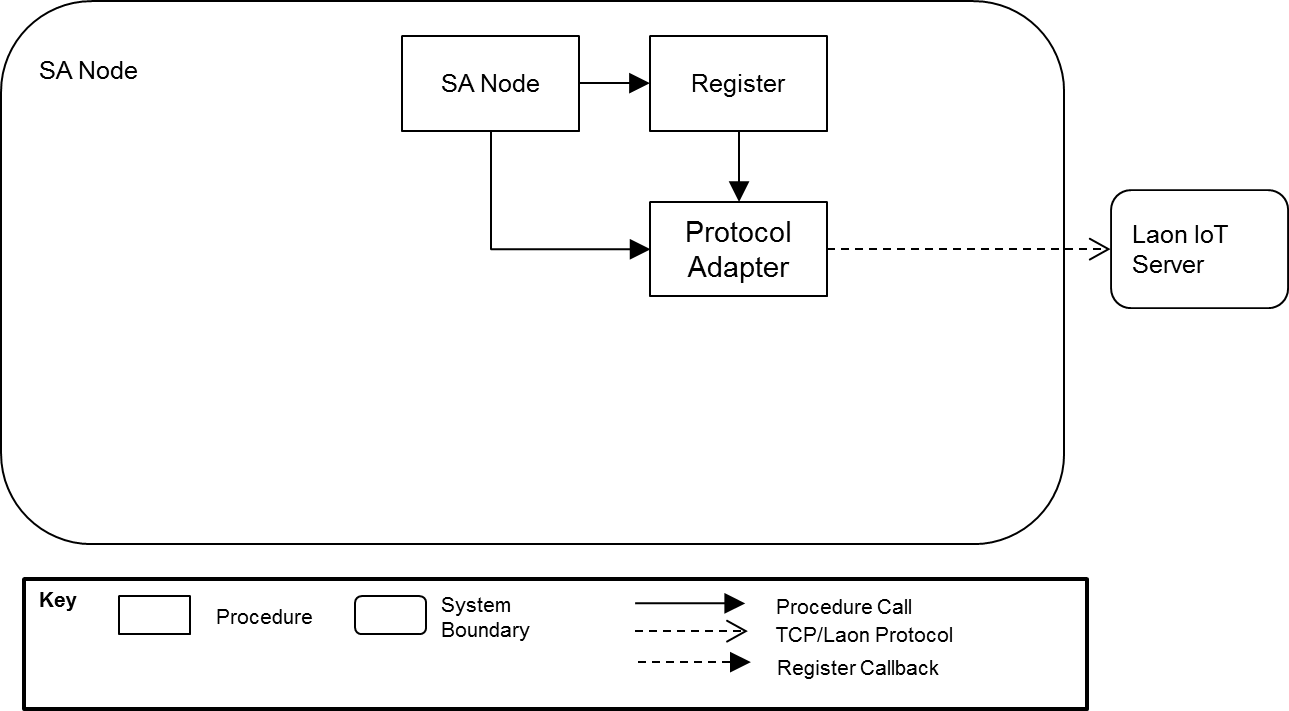 SA Node
SA Node
Register
Protocol
Adapter
Laon IoT
Server
Key
Procedure
System
Boundary
Procedure Call
TCP/Laon Protocol
Register Callback